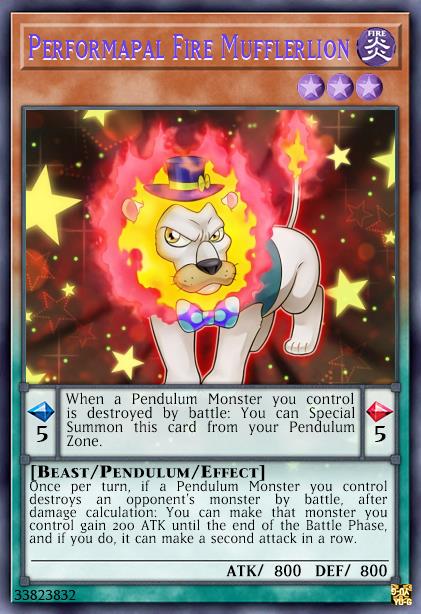 Performapal Fire Mufflerlion
FIRE
炎
When a Pendulum Monster you control
is destroyed by battle: You can Special
Summon this card from your Pendulum
Zone.
5
5
[Beast/Pendulum/Effect]
Once per turn, if a Pendulum Monster you control
destroys an opponent's monster by battle, after
damage calculation: You can make that monster you
control gain 200 ATK until the end of the Battle Phase,
and if you do, it can make a second attack in a row.
ATK/ 800 DEF/ 800
33823832